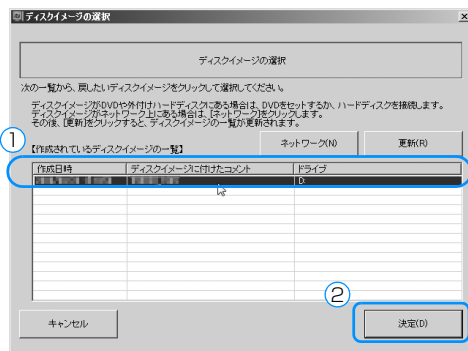 ディスクイメージの選択
ディスクイメージの選択
次の一覧から、戻したいディスクイメージをクリックして選択してください。
ディスクイメージがDVDや外付けハードディスクにある場合は、DVDをセットするか、ハードディスクを接続します。
ディスクイメージがネットワーク上にある場合は、[ネットワーク]をクリックします。
その後、[更新]をクリックすると、ディスクイメージの一覧が更新されます。
①
【作成されているディスクイメージの一覧】
ネットワーク(N)
更新(R)
作成日時 ディスクイメージに付けたコメント ドライブ
D:
②
キャンセル
決定(D)